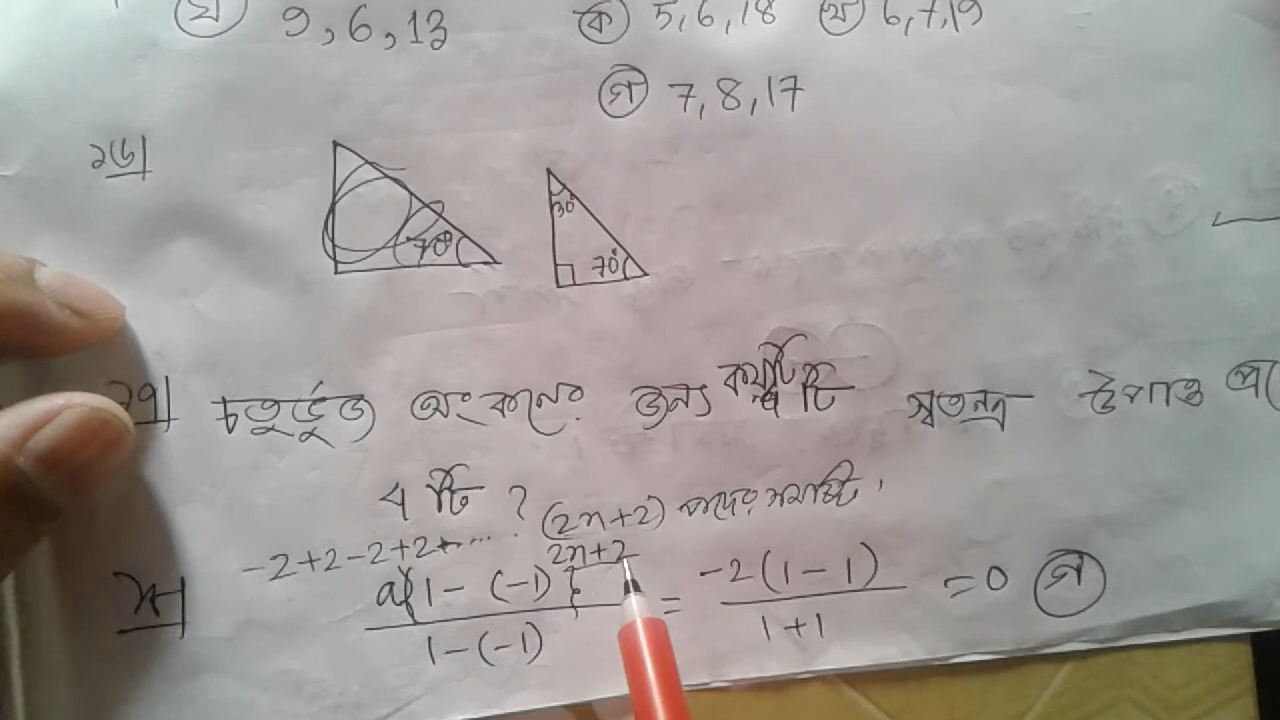 ঘ 9, 6, 13 ক 5, 6, 18 খ 6, 7, 19
গ 7, 8, 17
২৬|
70° 30° 70°
২৭| চতুর্ভুজ অংকনের জন্য কয়টি স্বতন্ত্র উপাত্ত
৫ টি ?
-2+2-2+2+.... (2n+2) পদের সমষ্টি।
a{1-(-1)^{2n+2}} / 1-(-1) = -2(1-1) / 1+1 = 0 গ